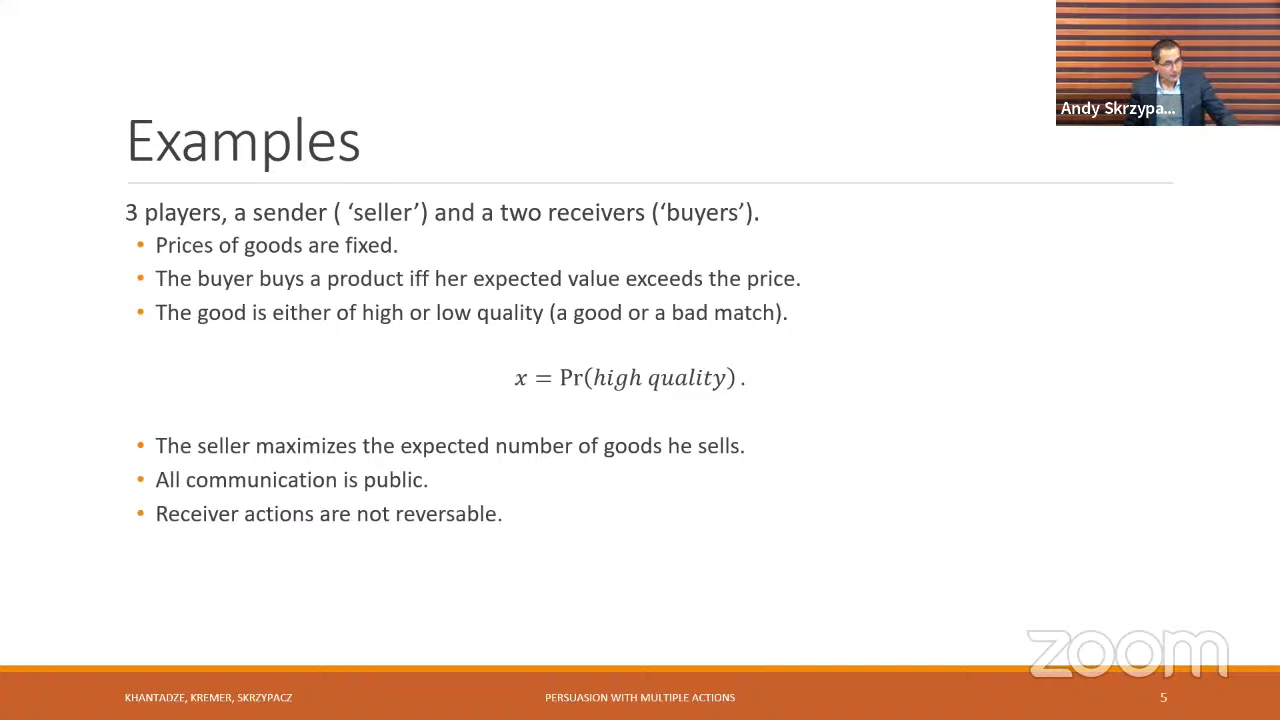 Andy Skrzypa...
Examples
3 players, a sender ( ‘seller’) and a two receivers (‘buyers’).
• Prices of goods are fixed.
• The buyer buys a product iff her expected value exceeds the price.
• The good is either of high or low quality (a good or a bad match).
x = Pr(high quality) .
• The seller maximizes the expected number of goods he sells.
• All communication is public.
• Receiver actions are not reversable.
zoom
KHANTADZE, KREMER, SKRZYPACZ
PERSUASION WITH MULTIPLE ACTIONS
5